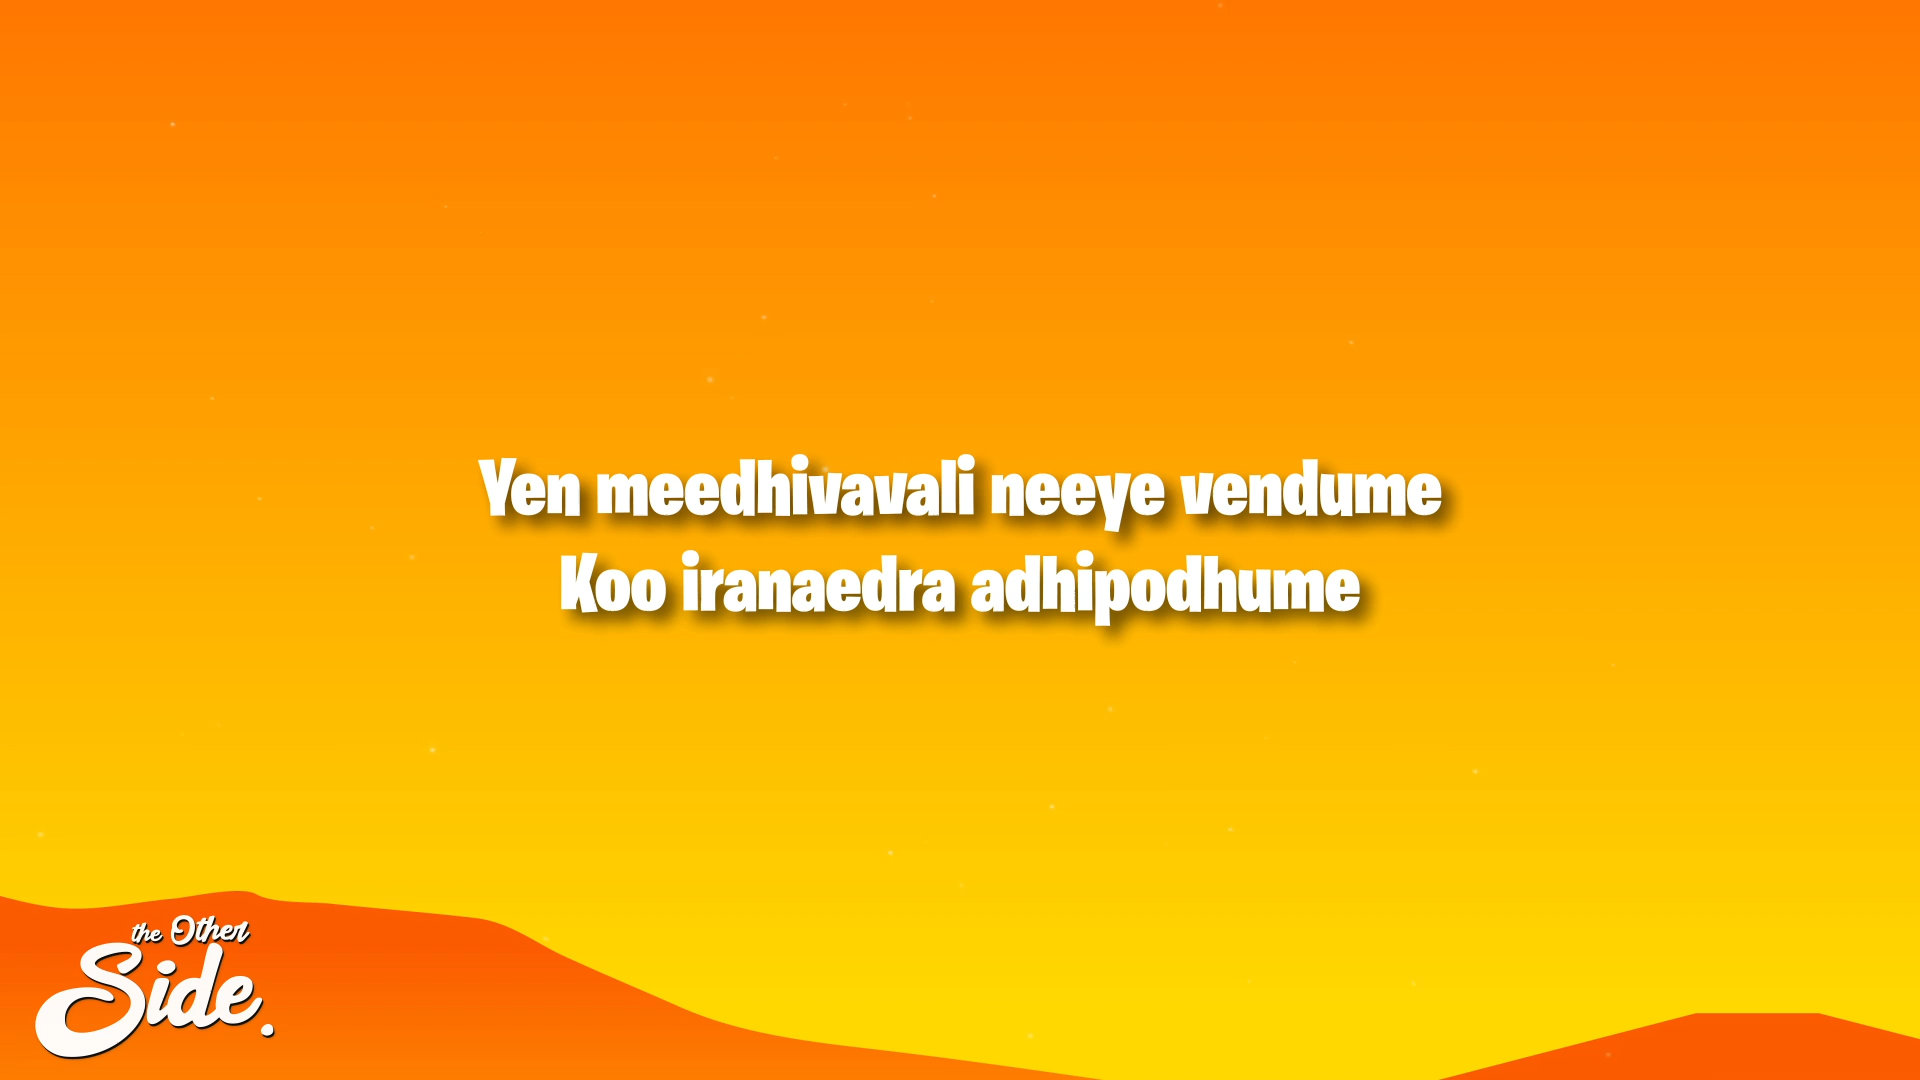 Yen meedhivavali neeye vendume
Koo iranaedra adhipodhume
the Other
Side.